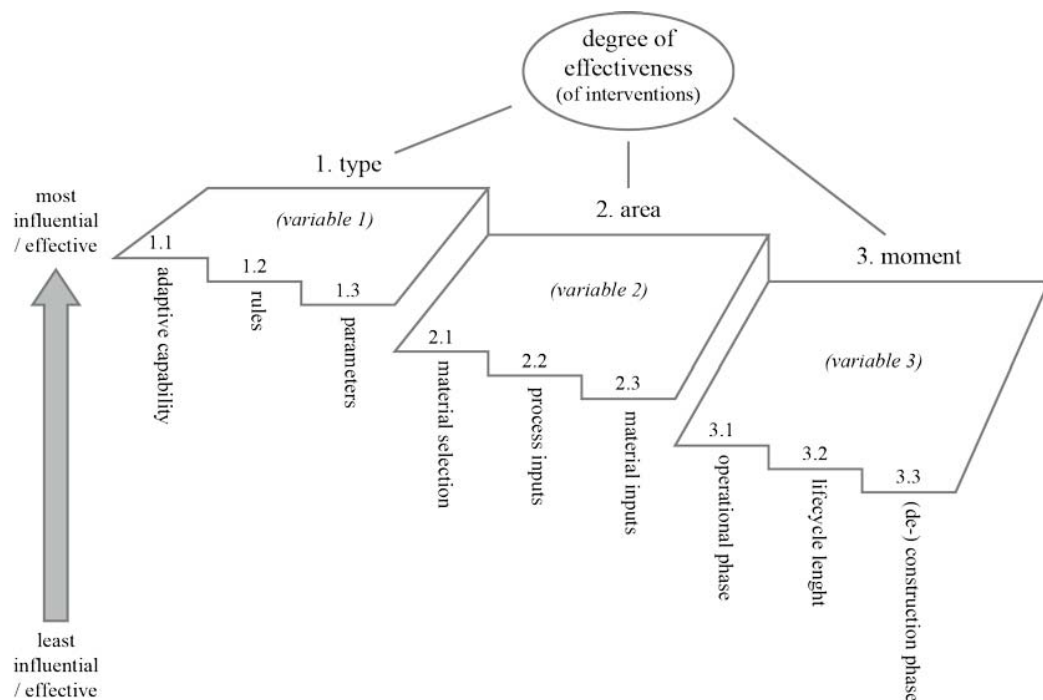 degree of
effectiveness
(of interventions)
1. type
most
influential
/ effective
(variable 1)
1.1
adaptive capability
1.2
rules
1.3
parameters
2. area
(variable 2)
2.1
material selection
2.2
process inputs
2.3
material inputs
3. moment
(variable 3)
3.1
operational phase
3.2
lifecycle lenght
3.3
(de-) construction phase
least
influential
/ effective